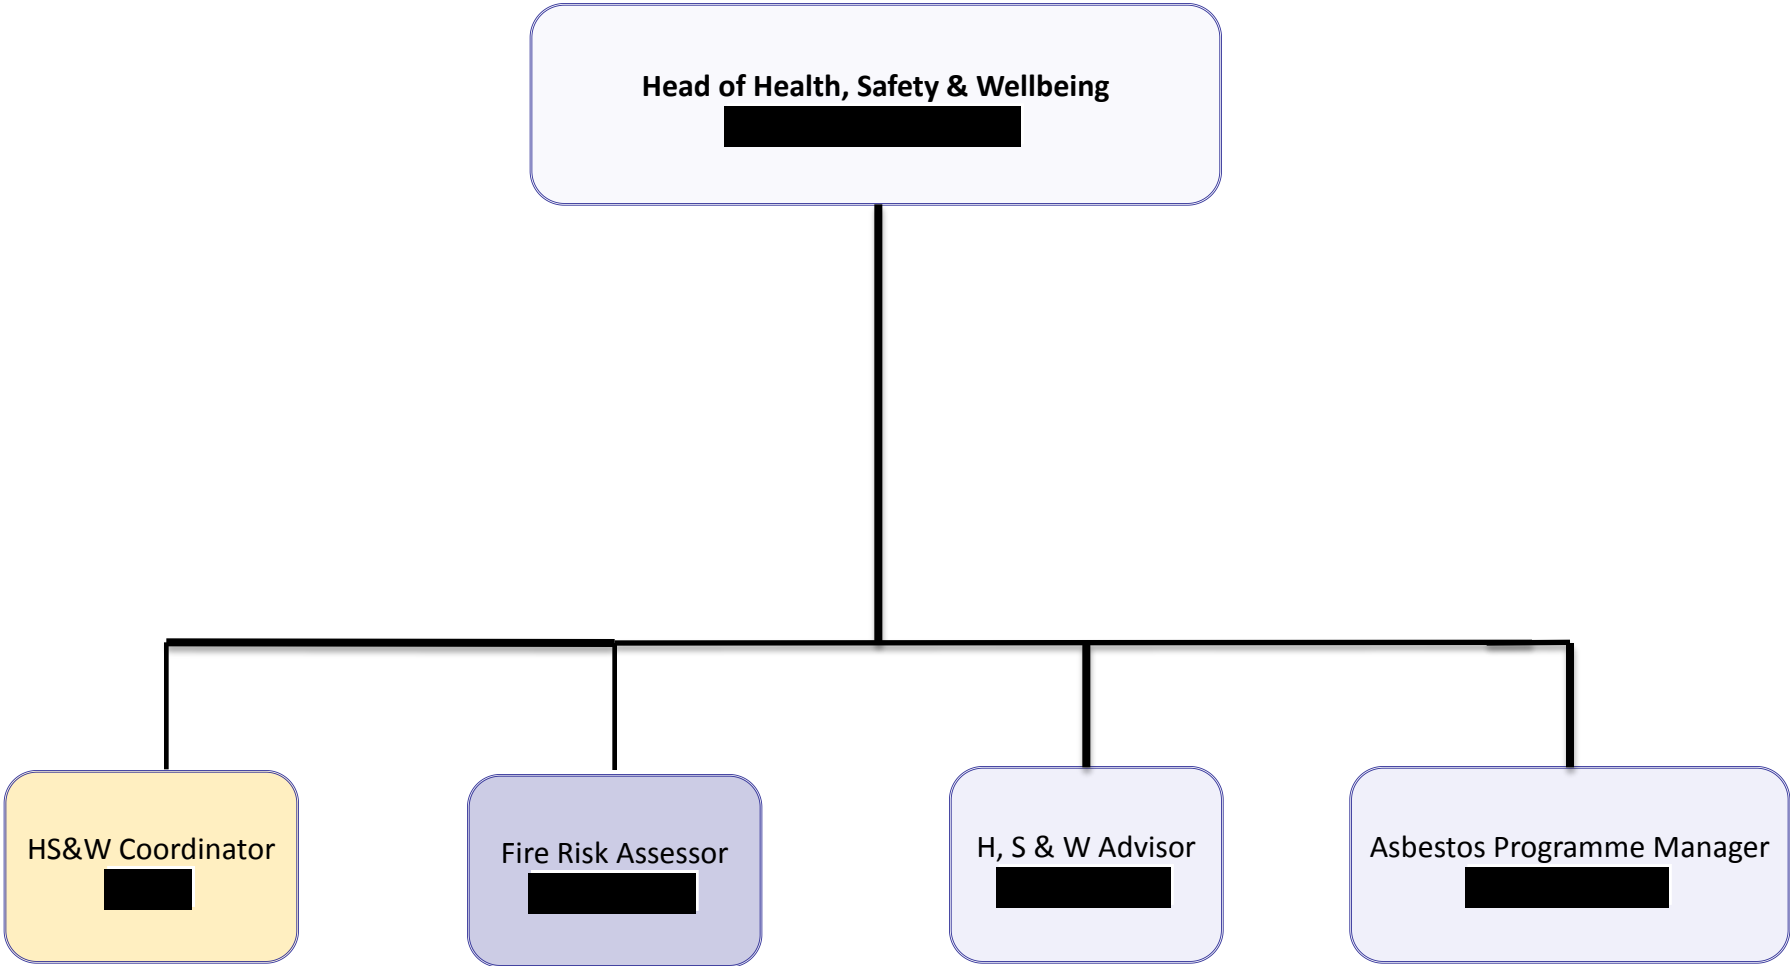 Head of Health, Safety & Wellbeing
HS&W Coordinator
Fire Risk Assessor
H, S & W Advisor
Asbestos Programme Manager